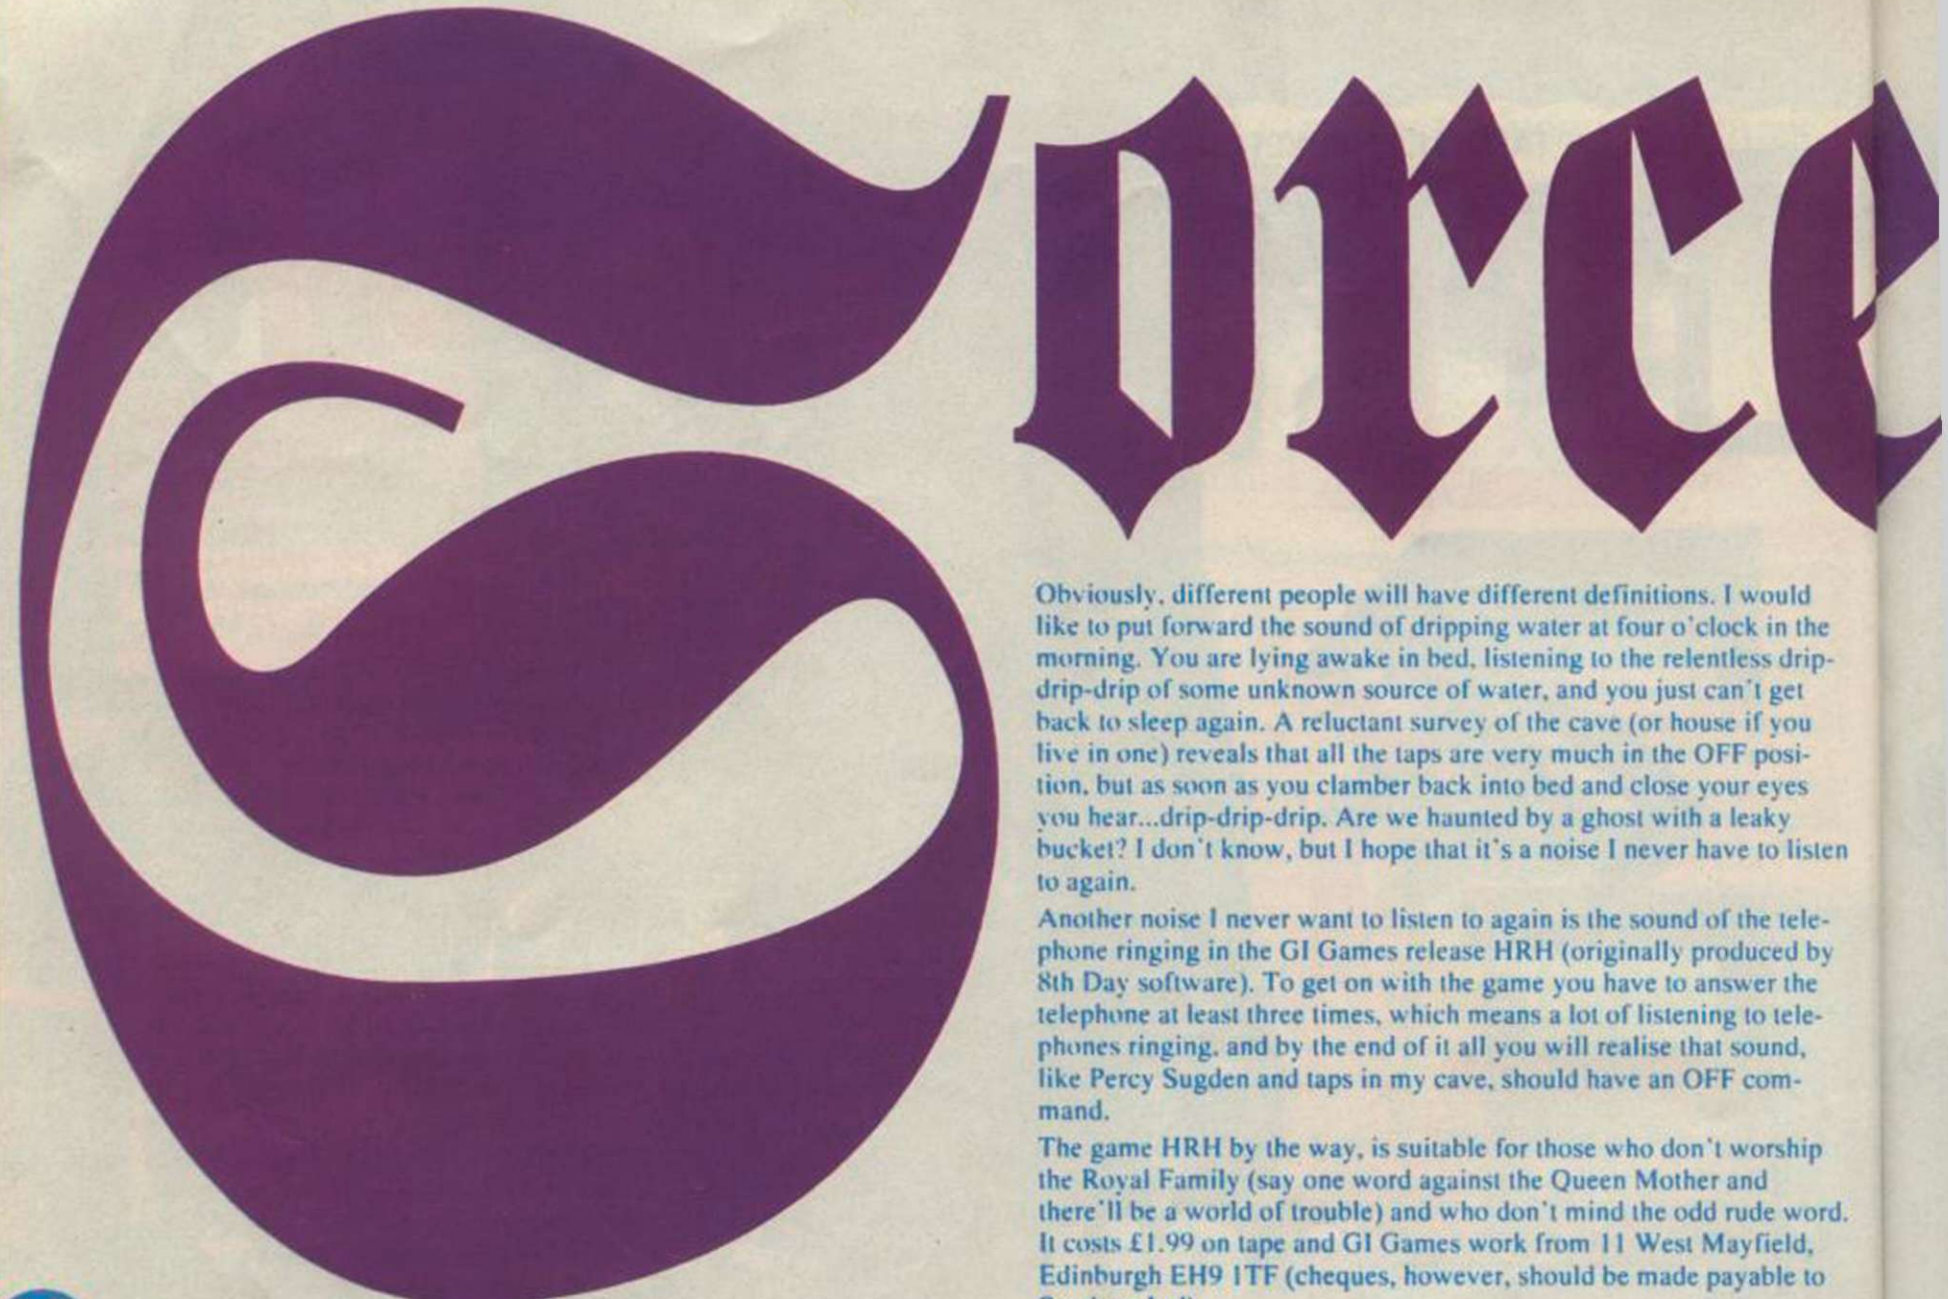 Sorce
Obviously, different people will have different definitions. I would
like to put forward the sound of dripping water at four o'clock in the
morning. You are lying awake in bed, listening to the relentless drip-
drip-drip of some unknown source of water, and you just can't get
back to sleep again. A reluctant survey of the cave (or house if you
live in one) reveals that all the taps are very much in the OFF posi-
tion, but as soon as you clamber back into bed and close your eyes
you hear...drip-drip-drip. Are we haunted by a ghost with a leaky
bucket? I don't know, but I hope that it's a noise I never have to listen
to again.
Another noise I never want to listen to again is the sound of the tele-
phone ringing in the GI Games release HRH (originally produced by
8th Day software). To get on with the game you have to answer the
telephone at least three times, which means a lot of listening to tele-
phones ringing, and by the end of it all you will realise that sound,
like Percy Sugden and taps in my cave, should have an OFF com-
mand.
The game HRH by the way, is suitable for those who don't worship
the Royal Family (say one word against the Queen Mother and
there'll be a world of trouble) and who don't mind the odd rude word.
It costs £1.99 on tape and GI Games work from 11 West Mayfield,
Edinburgh EH9 1TF (cheques, however, should be made payable to